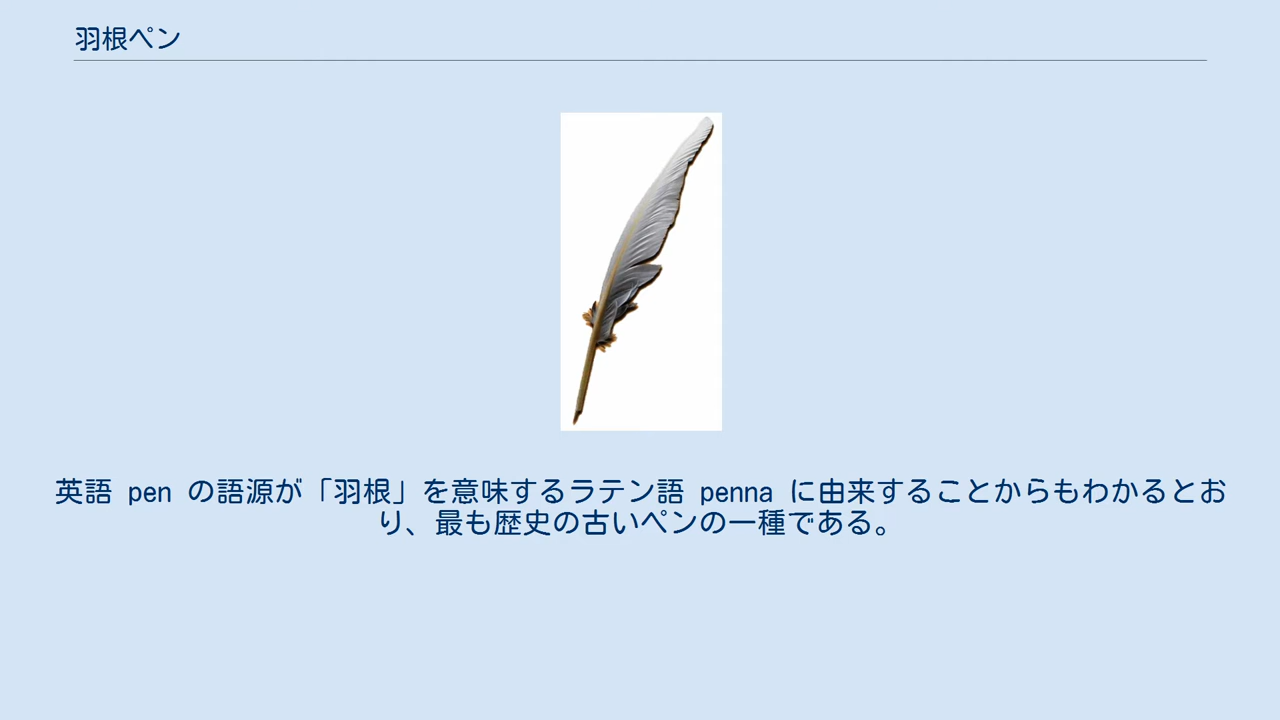 羽根ペン
英語 pen の語源が「羽根」を意味するラテン語 penna に由来することからもわかるとお
り、最も歴史の古いペンの一種である。